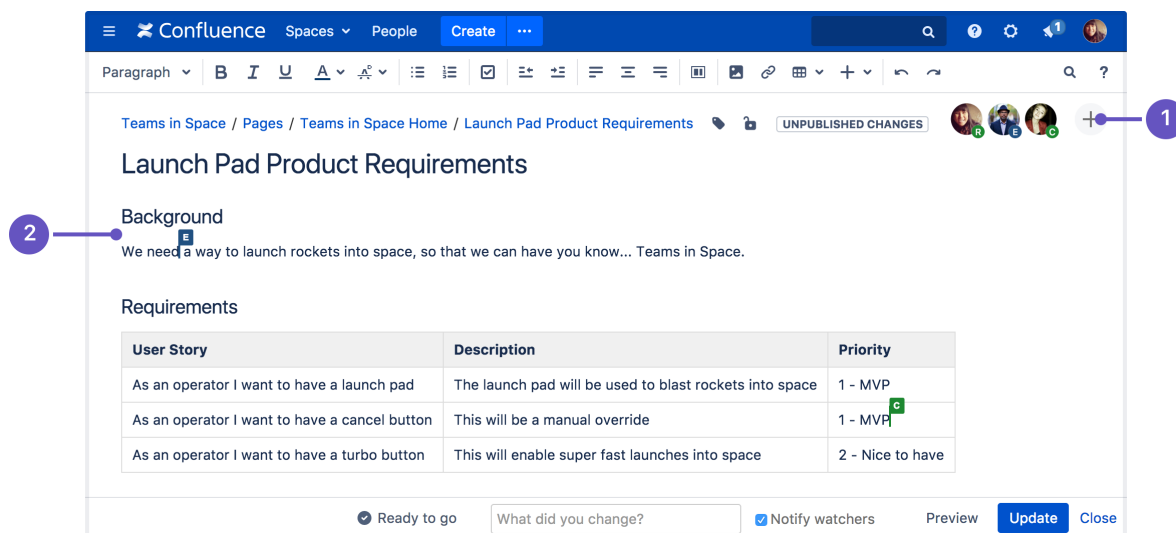 Confluence Spaces People Create ··· 1
Paragraph B I U A A ?
Teams in Space / Pages / Teams in Space Home / Launch Pad Product Requirements UNPUBLISHED CHANGES R E C 1
Launch Pad Product Requirements
Background
2
E
We need a way to launch rockets into space, so that we can have you know... Teams in Space.
Requirements
User Story Description Priority
As an operator I want to have a launch pad The launch pad will be used to blast rockets into space 1 - MVP
C
As an operator I want to have a cancel button This will be a manual override 1 - MVP
As an operator I want to have a turbo button This will enable super fast launches into space 2 - Nice to have
Ready to go What did you change? Notify watchers Preview Update Close